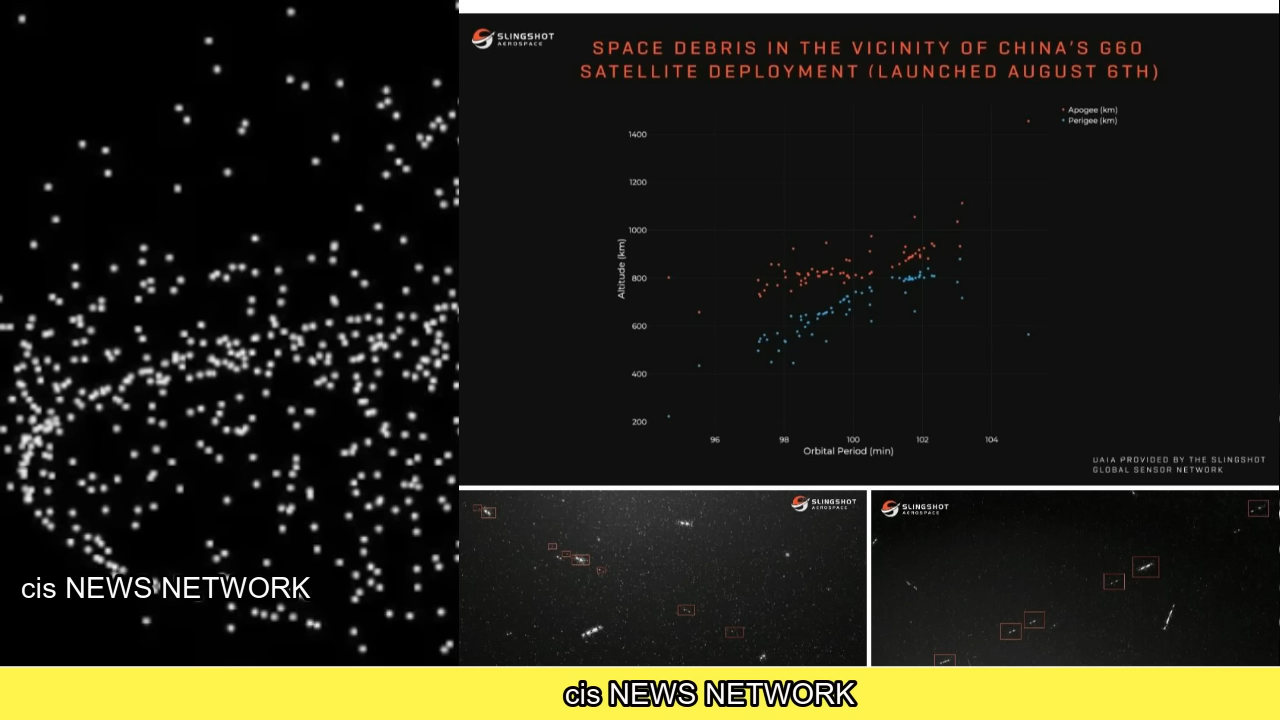 SLINGSHOT
AEROSPACE
SPACE DEBRIS IN THE VICINITY OF CHINA'S G60
SATELLITE DEPLOYMENT (LAUNCHED AUGUST 6TH)
Apogee (km)
Perigee (km)
1400
1200
1000
800
600
400
200
Altitude (km)
96 98 100 102 104
Orbital Period (min)
DATA PROVIDED BY THE SLINGSHOT
GLOBAL SENSOR NETWORK
SLINGSHOT
AEROSPACE
SLINGSHOT
AEROSPACE
cis NEWS NETWORK
cis NEWS NETWORK